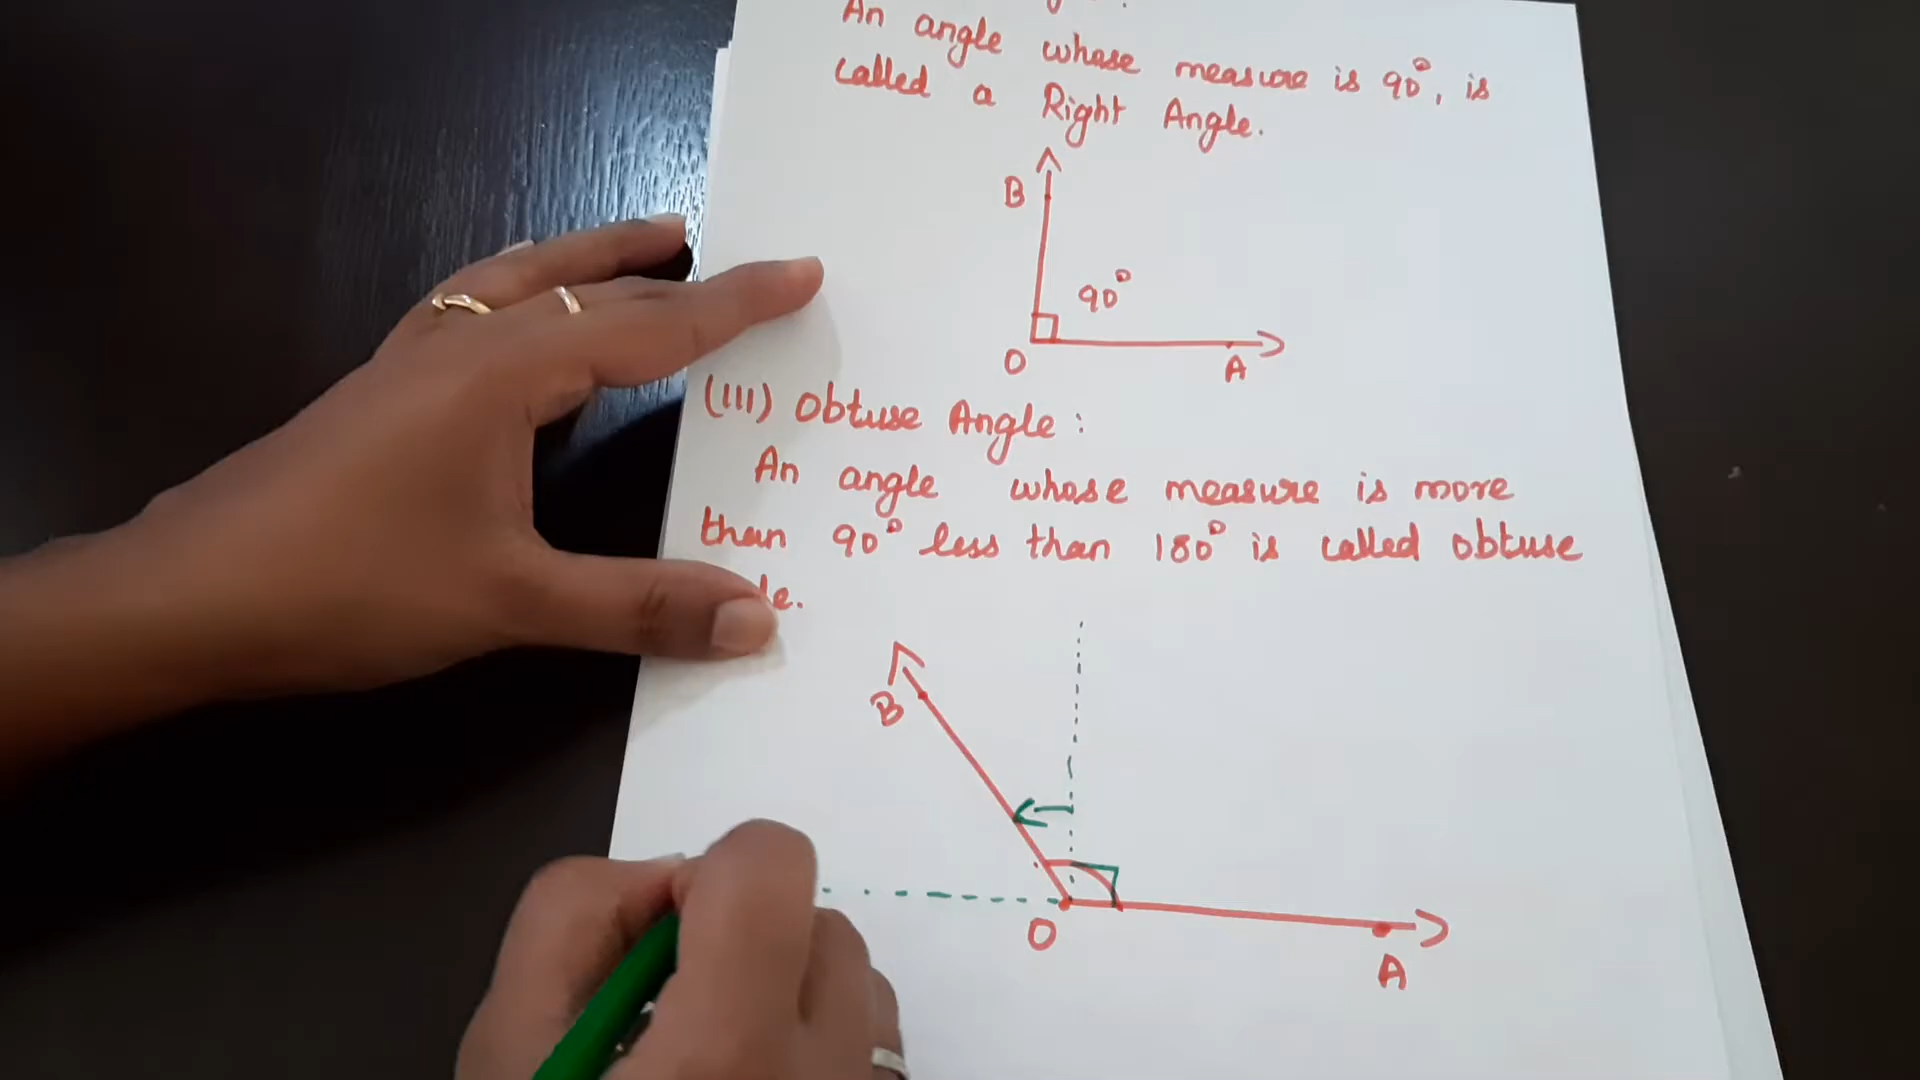 An angle whose measure is 90°, is
called a Right Angle.
B
90°
O
A
(III) Obtuse Angle:
An angle whose measure is more
than 90° less than 180° is called obtuse
B
O
A